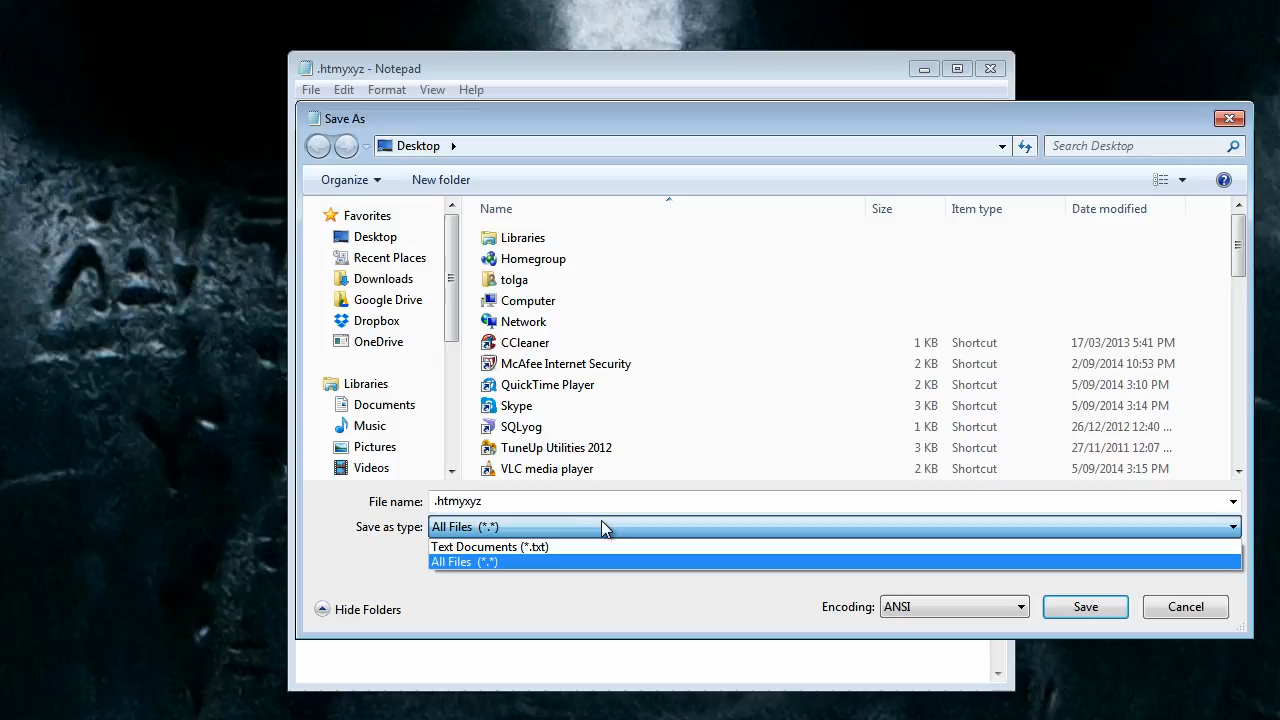 .htmyxyz - Notepad
File Edit Format View Help
Save As
Desktop
Search Desktop
Organize New folder
Name Size Item type Date modified
Favorites
Desktop
Recent Places
Downloads
Google Drive
Dropbox
OneDrive
Libraries
Documents
Music
Pictures
Videos
Libraries
Homegroup
tolga
Computer
Network
CCleaner 1 KB Shortcut 17/03/2013 5:41 PM
McAfee Internet Security 2 KB Shortcut 2/09/2014 10:53 PM
QuickTime Player 2 KB Shortcut 5/09/2014 3:10 PM
Skype 3 KB Shortcut 5/09/2014 3:14 PM
SQLyog 1 KB Shortcut 26/12/2012 12:40 ...
TuneUp Utilities 2012 3 KB Shortcut 27/11/2011 12:07 ...
VLC media player 2 KB Shortcut 5/09/2014 3:15 PM
File name: .htmyxyz
Save as type: All Files (*.*)
Text Documents (*.txt)
All Files (*.*)
Hide Folders Encoding: ANSI Save Cancel